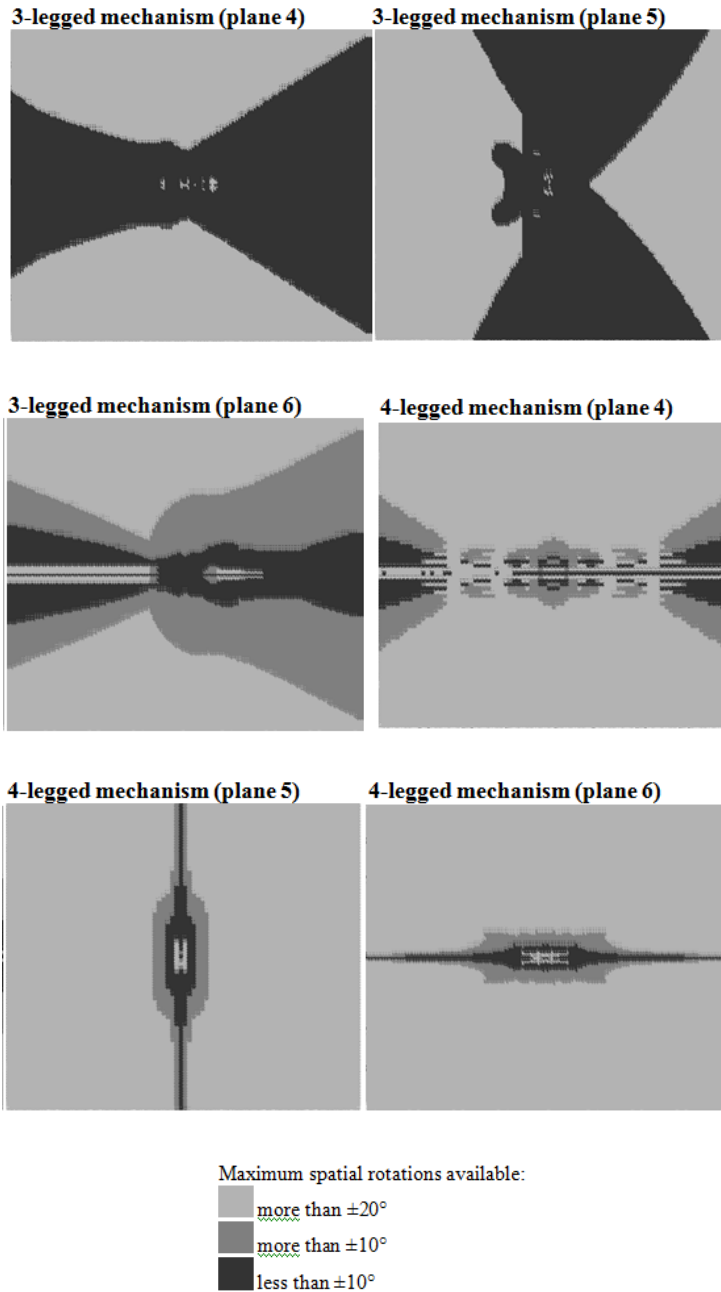 3-legged mechanism (plane 4)
3-legged mechanism (plane 5)
3-legged mechanism (plane 6)
4-legged mechanism (plane 4)
4-legged mechanism (plane 5)
4-legged mechanism (plane 6)
Maximum spatial rotations available:
more than ±20°
more than ±10°
less than ±10°